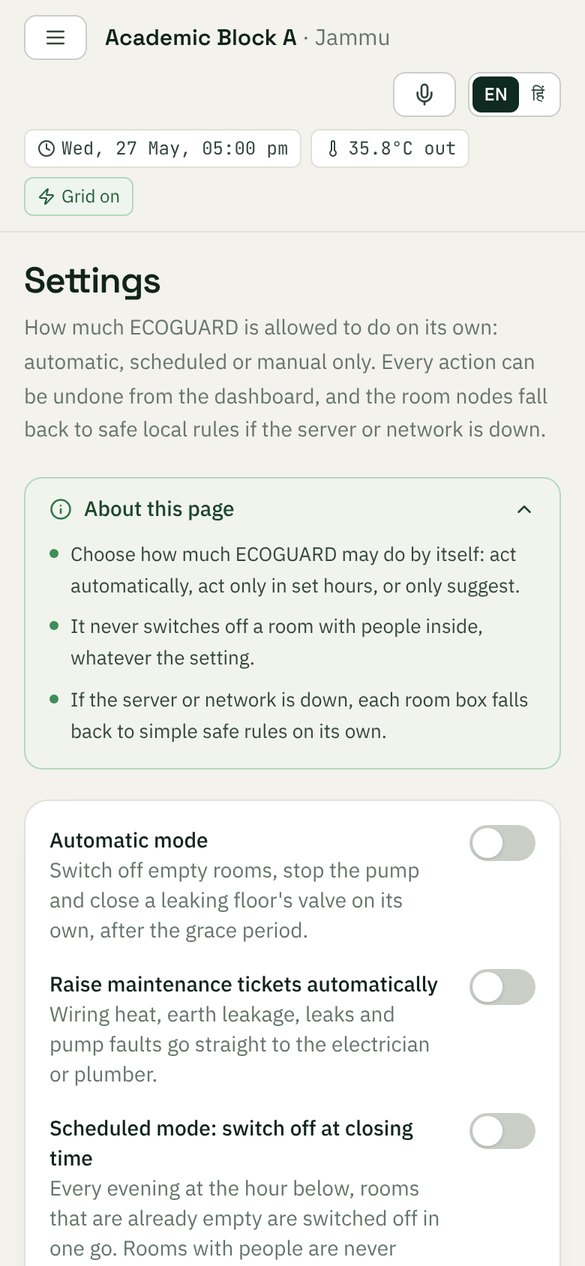 Academic Block A · Jammu
EN हिं
Wed, 27 May, 05:00 pm 35.8°C out
Grid on
Settings
How much ECOGUARD is allowed to do on its own:
automatic, scheduled or manual only. Every action can
be undone from the dashboard, and the room nodes fall
back to safe local rules if the server or network is down.
About this page
Choose how much ECOGUARD may do by itself: act
automatically, act only in set hours, or only suggest.
It never switches off a room with people inside,
whatever the setting.
If the server or network is down, each room box falls
back to simple safe rules on its own.
Automatic mode
Switch off empty rooms, stop the pump
and close a leaking floor's valve on its
own, after the grace period.
Raise maintenance tickets automatically
Wiring heat, earth leakage, leaks and
pump faults go straight to the electrician
or plumber.
Scheduled mode: switch off at closing
time
Every evening at the hour below, rooms
that are already empty are switched off in
one go. Rooms with people are never